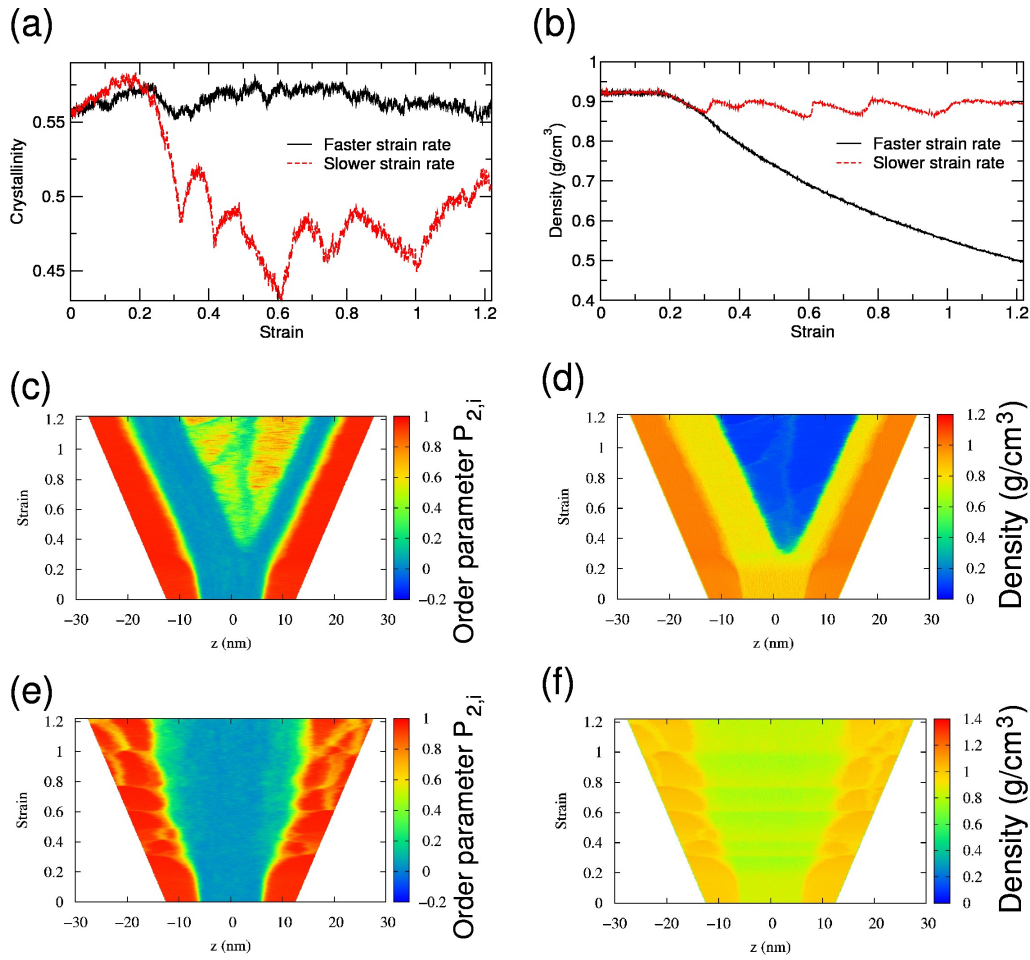 (a)
0.55
0.5
0.45
Crystallinity
Faster strain rate
Slower strain rate
0 0.2 0.4 0.6 0.8 1 1.2
Strain
(b)
1
0.9
0.8
0.7
0.6
0.5
0.4
Density (g/cm³)
Faster strain rate
Slower strain rate
0 0.2 0.4 0.6 0.8 1 1.2
Strain
(c)
1.2
1
0.8
0.6
0.4
0.2
0
Strain
−30 −20 −10 0 10 20 30
z (nm)
1
0.8
0.6
0.4
0.2
0
−0.2
Order parameter P2,i
(d)
1.2
1
0.8
0.6
0.4
0.2
0
Strain
−30 −20 −10 0 10 20 30
z (nm)
1.2
1
0.8
0.6
0.4
0.2
0
Density (g/cm³)
(e)
1.2
1
0.8
0.6
0.4
0.2
0
Strain
−30 −20 −10 0 10 20 30
z (nm)
1
0.8
0.6
0.4
0.2
0
−0.2
Order parameter P2,i
(f)
1.2
1
0.8
0.6
0.4
0.2
0
Strain
−30 −20 −10 0 10 20 30
z (nm)
1.4
1.2
1
0.8
0.6
0.4
0.2
0
Density (g/cm³)